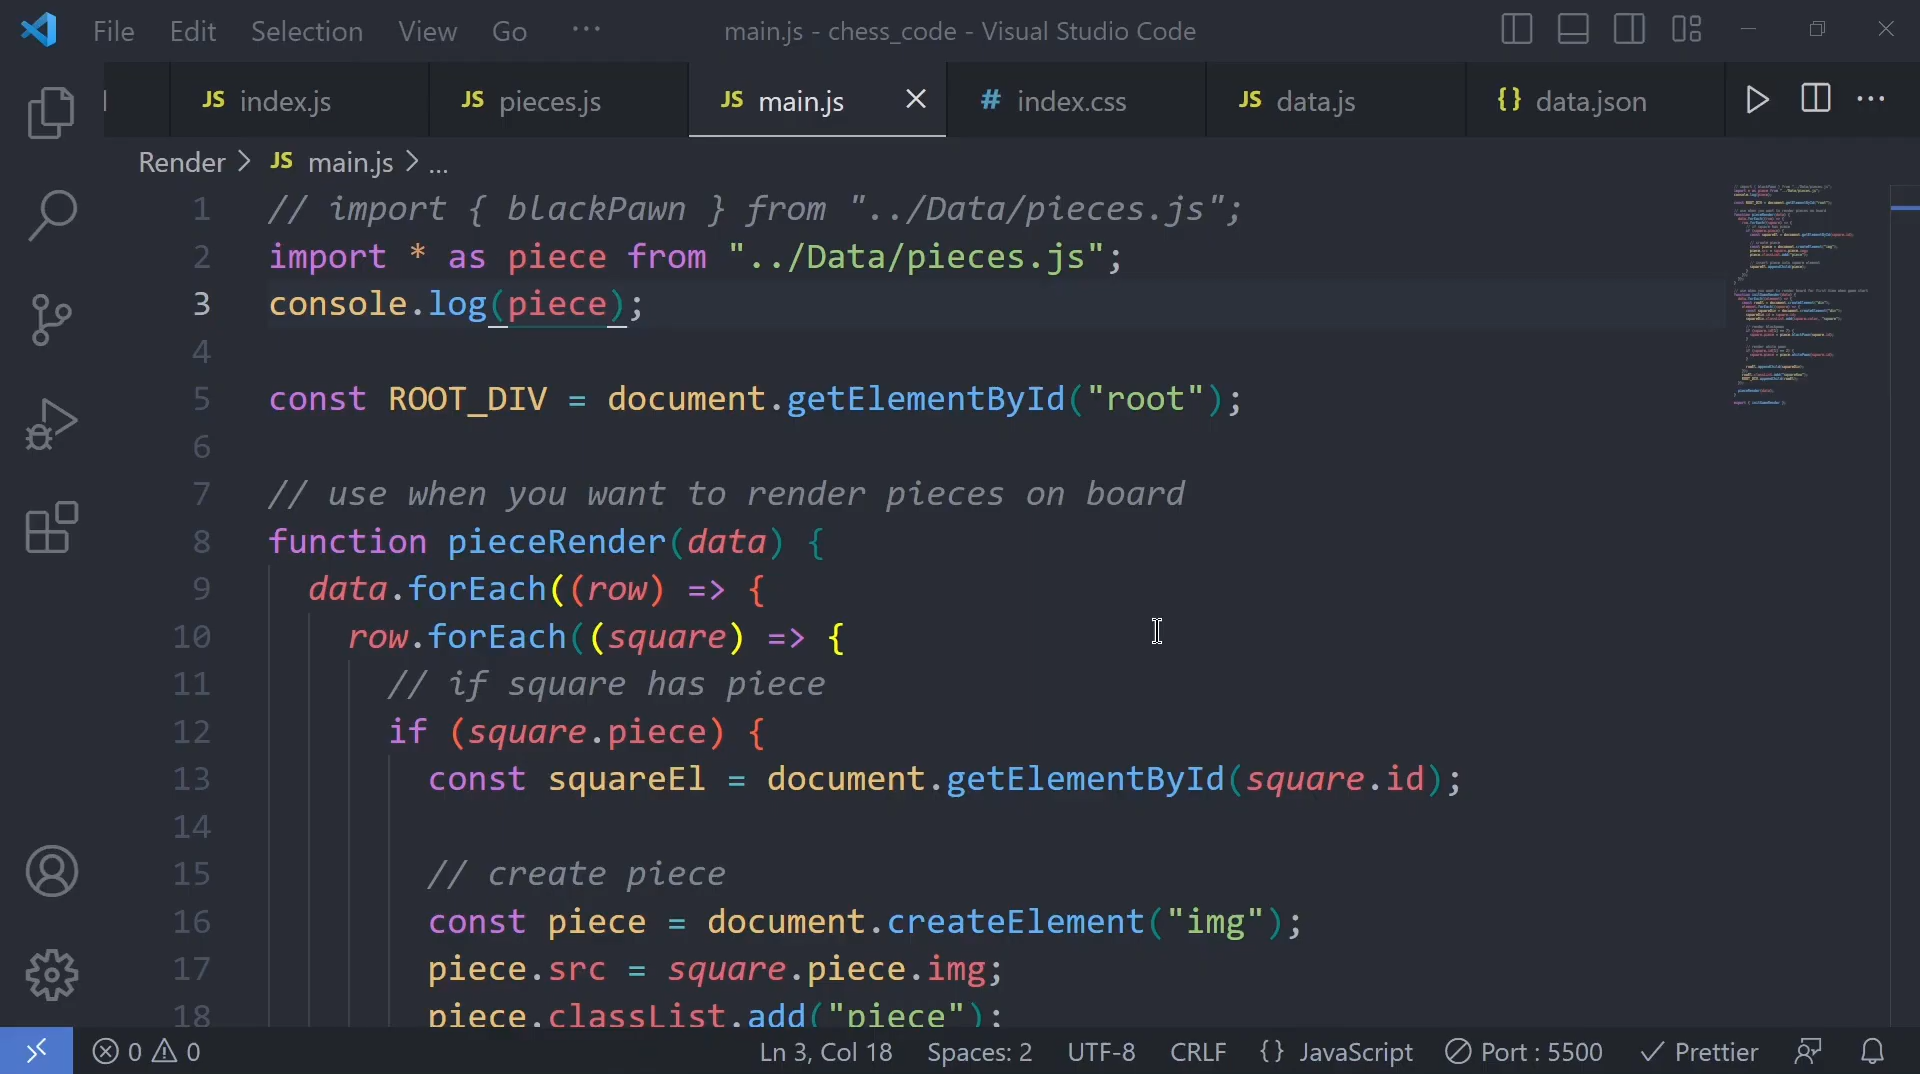 File Edit Selection View Go ··· main.js - chess_code - Visual Studio Code
JS index.js JS pieces.js JS main.js # index.css JS data.js {} data.json
Render > JS main.js > ...
1 // import { blackPawn } from "../Data/pieces.js";
2 import * as piece from "../Data/pieces.js";
3 console.log(piece);
4
5 const ROOT_DIV = document.getElementById("root");
6
7 // use when you want to render pieces on board
8 function pieceRender(data) {
9 data.forEach((row) => {
10 row.forEach((square) => {
11 // if square has piece
12 if (square.piece) {
13 const squareEl = document.getElementById(square.id);
14
15 // create piece
16 const piece = document.createElement("img");
17 piece.src = square.piece.img;
18 piece.classList.add("piece");
0 0 Ln 3, Col 18 Spaces: 2 UTF-8 CRLF {} JavaScript Port : 5500 Prettier